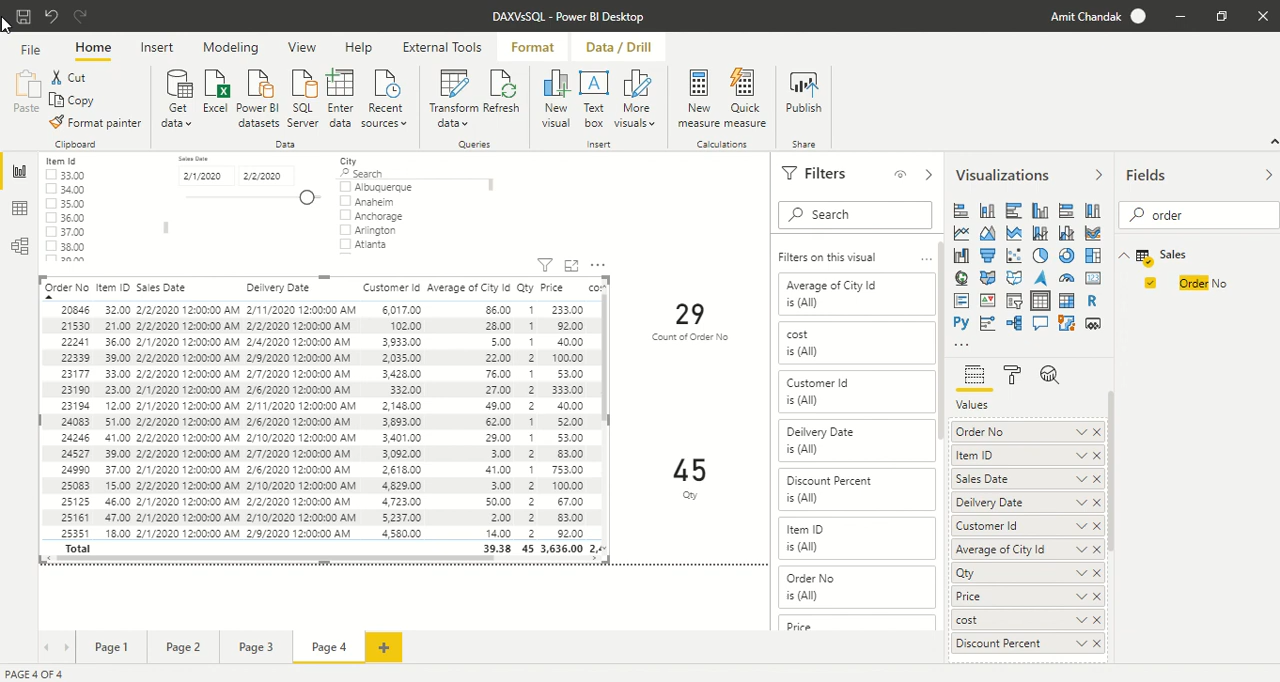 DAXVsSQL - Power BI Desktop
Amit Chandak
File Home Insert Modeling View Help External Tools Format Data / Drill
Paste
Cut
Copy
Format painter
Get data
Excel
Power BI datasets
SQL Server
Enter data
Recent sources
Transform data
Refresh
New visual
Text box
More visuals
New measure
Quick measure
Publish
Clipboard Data Queries Insert Calculations Share
Item Id
33.00
34.00
35.00
36.00
37.00
38.00
39.00
Sales Date
2/1/2020 2/2/2020
City
Search
Albuquerque
Anaheim
Anchorage
Arlington
Atlanta
Order No Item ID Sales Date Deilvery Date Customer Id Average of City Id Qty Price cost
20846 32.00 2/2/2020 12:00:00 AM 2/11/2020 12:00:00 AM 6,017.00 86.00 1 233.00
21530 21.00 2/2/2020 12:00:00 AM 2/2/2020 12:00:00 AM 102.00 28.00 1 92.00
22241 36.00 2/1/2020 12:00:00 AM 2/4/2020 12:00:00 AM 3,933.00 5.00 1 40.00
22339 39.00 2/2/2020 12:00:00 AM 2/9/2020 12:00:00 AM 2,035.00 22.00 2 100.00
23177 33.00 2/2/2020 12:00:00 AM 2/7/2020 12:00:00 AM 3,428.00 76.00 1 53.00
23190 23.00 2/1/2020 12:00:00 AM 2/6/2020 12:00:00 AM 332.00 27.00 2 333.00
23194 12.00 2/1/2020 12:00:00 AM 2/11/2020 12:00:00 AM 2,148.00 49.00 2 40.00
24083 51.00 2/2/2020 12:00:00 AM 2/6/2020 12:00:00 AM 3,893.00 62.00 1 52.00
24246 41.00 2/2/2020 12:00:00 AM 2/10/2020 12:00:00 AM 3,401.00 29.00 1 53.00
24527 39.00 2/2/2020 12:00:00 AM 2/7/2020 12:00:00 AM 3,092.00 3.00 2 83.00
24990 37.00 2/1/2020 12:00:00 AM 2/6/2020 12:00:00 AM 2,618.00 41.00 1 753.00
25083 15.00 2/2/2020 12:00:00 AM 2/10/2020 12:00:00 AM 4,839.00 3.00 2 100.00
25125 46.00 2/1/2020 12:00:00 AM 2/2/2020 12:00:00 AM 4,723.00 50.00 2 67.00
25161 47.00 2/1/2020 12:00:00 AM 2/10/2020 12:00:00 AM 5,237.00 2.00 2 83.00
25351 18.00 2/1/2020 12:00:00 AM 2/9/2020 12:00:00 AM 4,580.00 14.00 2 92.00
Total 39.38 45 3,636.00
29
Count of Order No
45
Qty
Filters
Search
Filters on this visual
Average of City Id
is (All)
cost
is (All)
Customer Id
is (All)
Deilvery Date
is (All)
Discount Percent
is (All)
Item ID
is (All)
Order No
is (All)
Price
Visualizations
R
Py
Values
Order No
Item ID
Sales Date
Deilvery Date
Customer Id
Average of City Id
Qty
Price
cost
Discount Percent
Fields
order
Sales
Order No
Page 1 Page 2 Page 3 Page 4 +
PAGE 4 OF 4